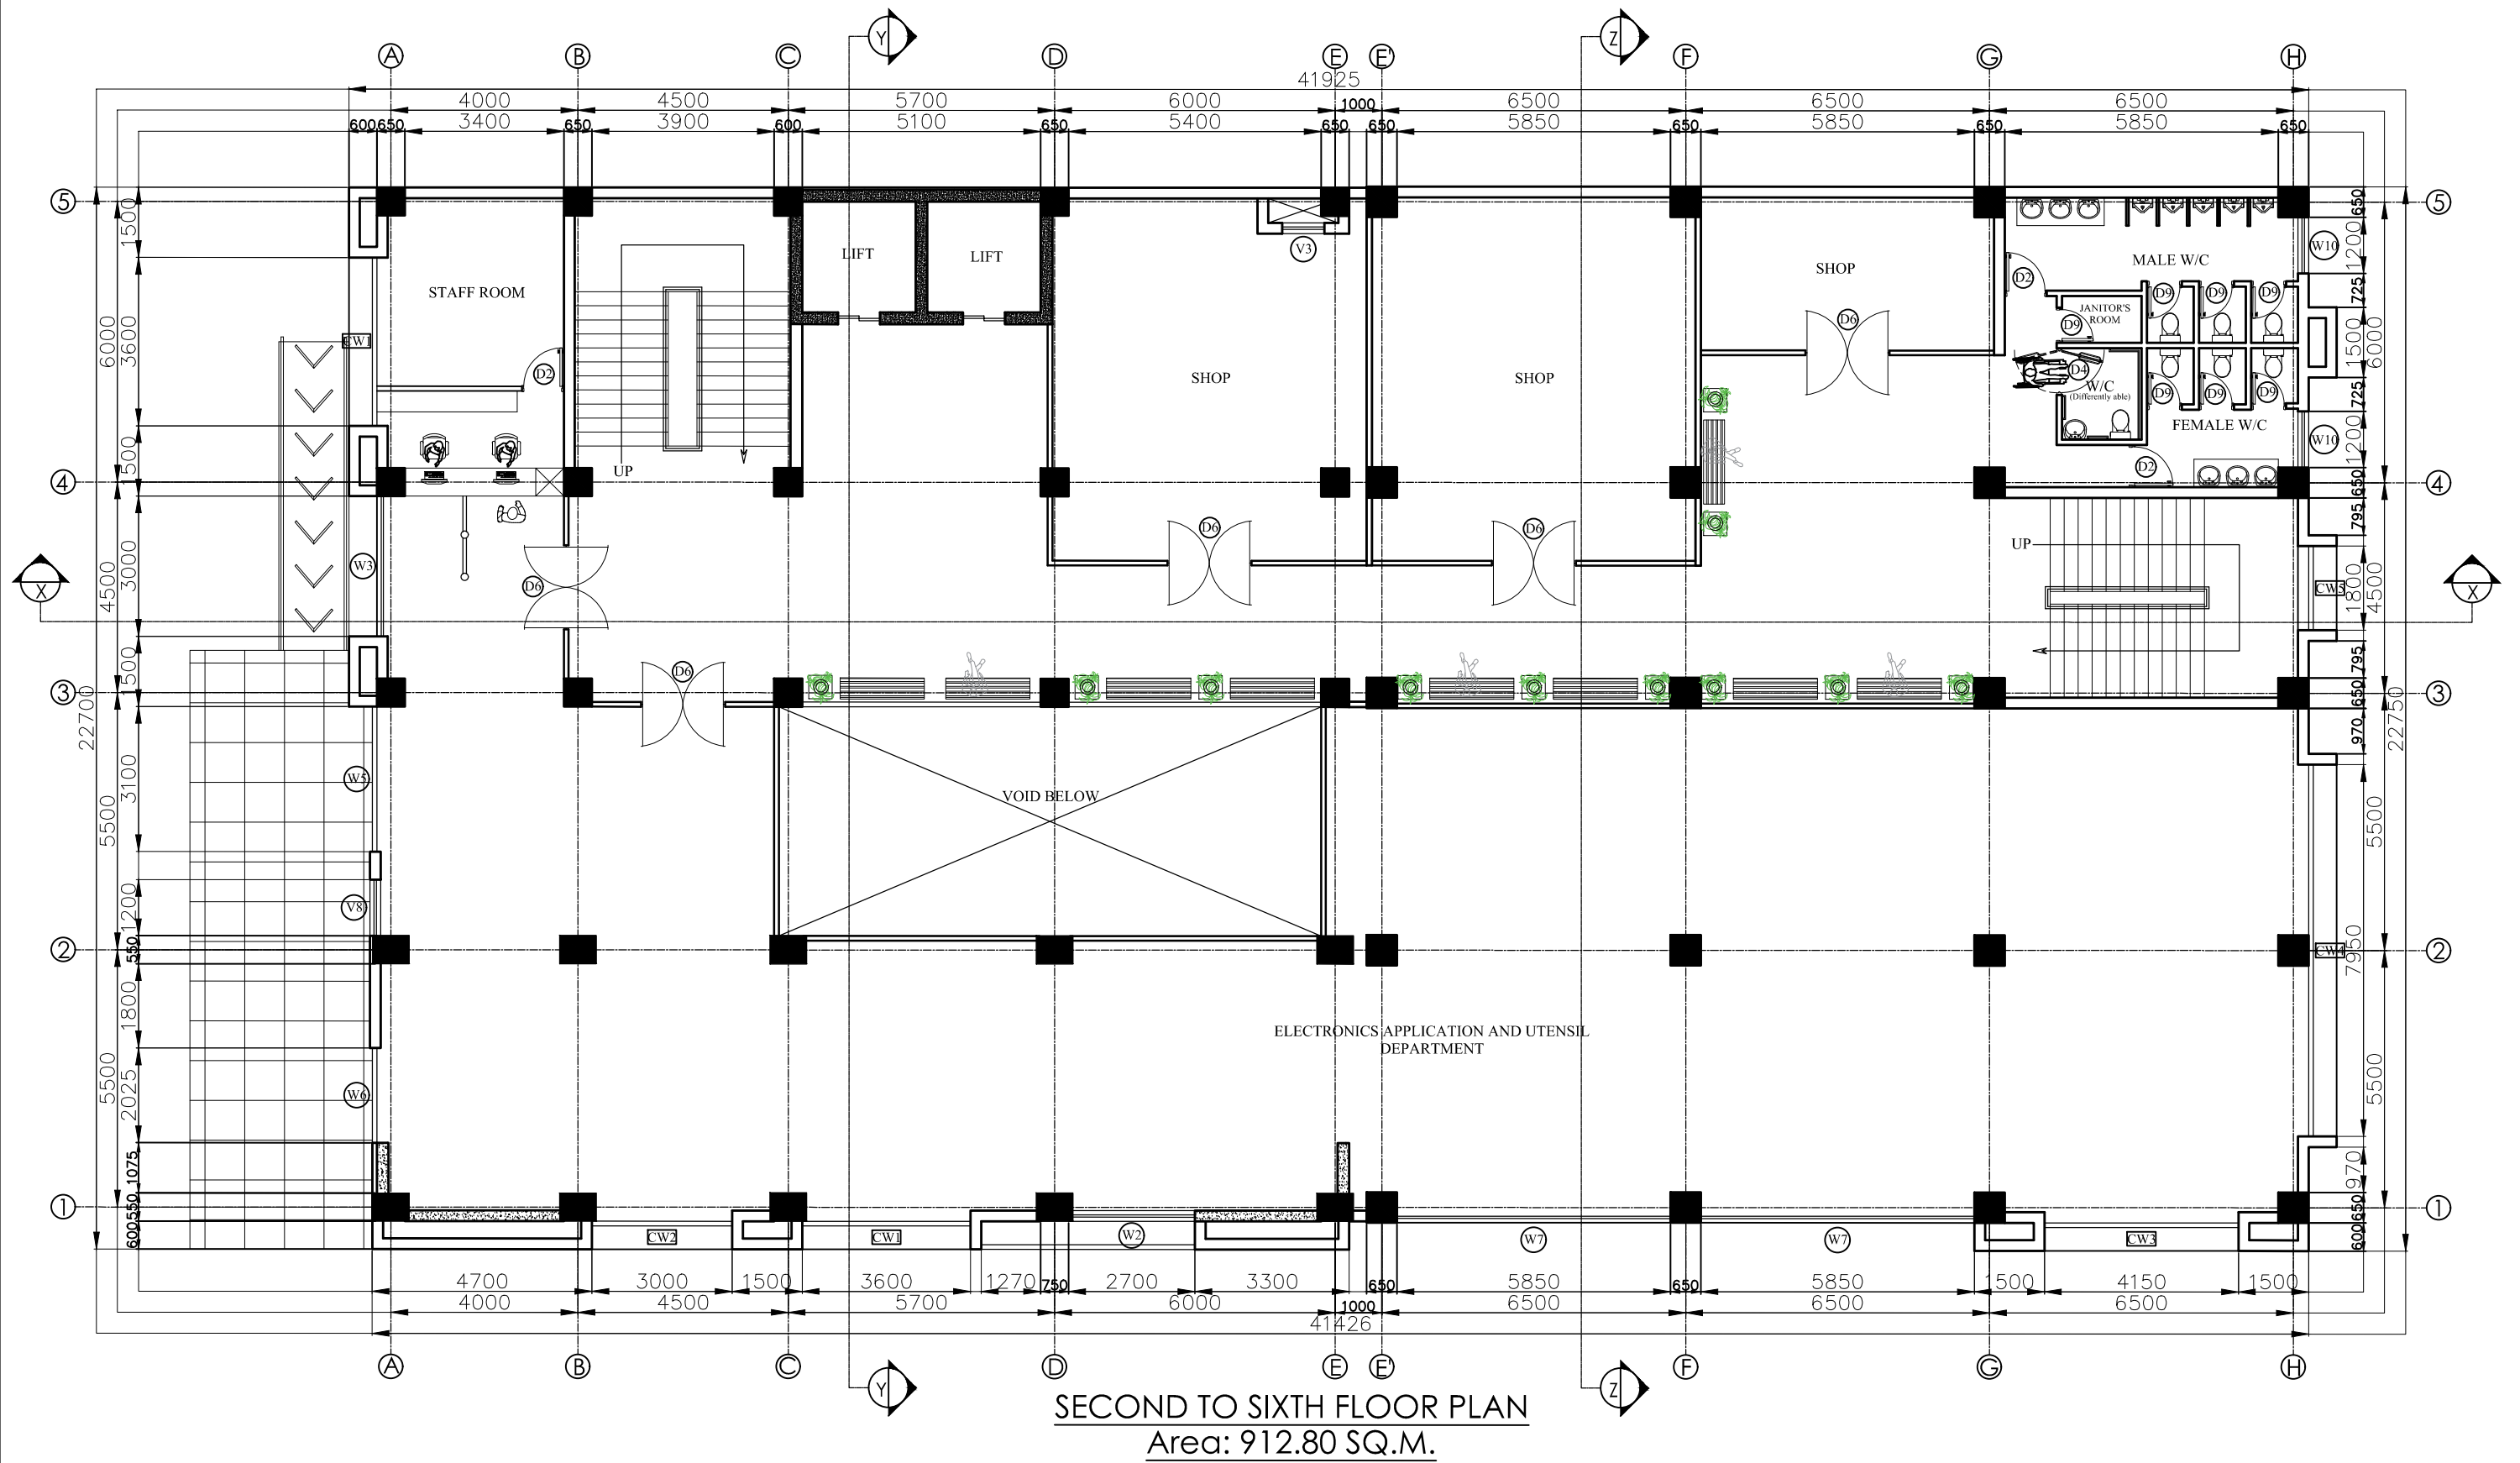 Y Z
A B C D E E' F G H
41925
4000 4500 5700 6000 1000 6500 6500 6500
600 650 3400 650 3900 600 5100 650 5400 650 650 5850 650 5850 650 5850 650
5 5
1500 650
1200 W10
LIFT LIFT V3
STAFF ROOM
SHOP
MALE W/C
D2
725
D9 D9 D9
6000 3600 CW1
D6
JANITOR'S
ROOM
D9
1500 6000
D2
SHOP SHOP
D4
W/C
(Differently able)
D9 D9 D9
725
FEMALE W/C
W10 1200
1500
UP
D2
4 4
650
795
D6 D6
UP
4500 3000 W3
D6
CW5 1800 4500
X X
1500
D6
795
3 3
650
22700 22750
970
3100 W5
VOID BELOW
5500 5500
1200 V8
2 2
550
CW4 7950
1800
ELECTRONICS APPLICATION AND UTENSIL
DEPARTMENT
5500 2025 W6
5500
1075
970
1 1
550 650
600 600
CW2 CW1 W2 W7 W7 CW3
4700 3000 1500 3600 1270 750 2700 3300 650 5850 650 5850 1500 4150 1500
4000 4500 5700 6000 1000 6500 6500 6500
41426
A B C D E E' F G H
Y Z
SECOND TO SIXTH FLOOR PLAN
Area: 912.80 SQ.M.